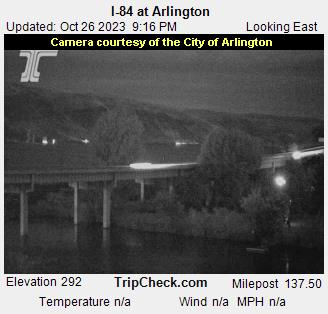 I-84 at Arlington
Updated: Oct 26 2023 9:16 PM Looking East
Camera courtesy of the City of Arlington
Elevation 292 TripCheck.com Milepost 137.50
Temperature n/a Wind n/a MPH n/a